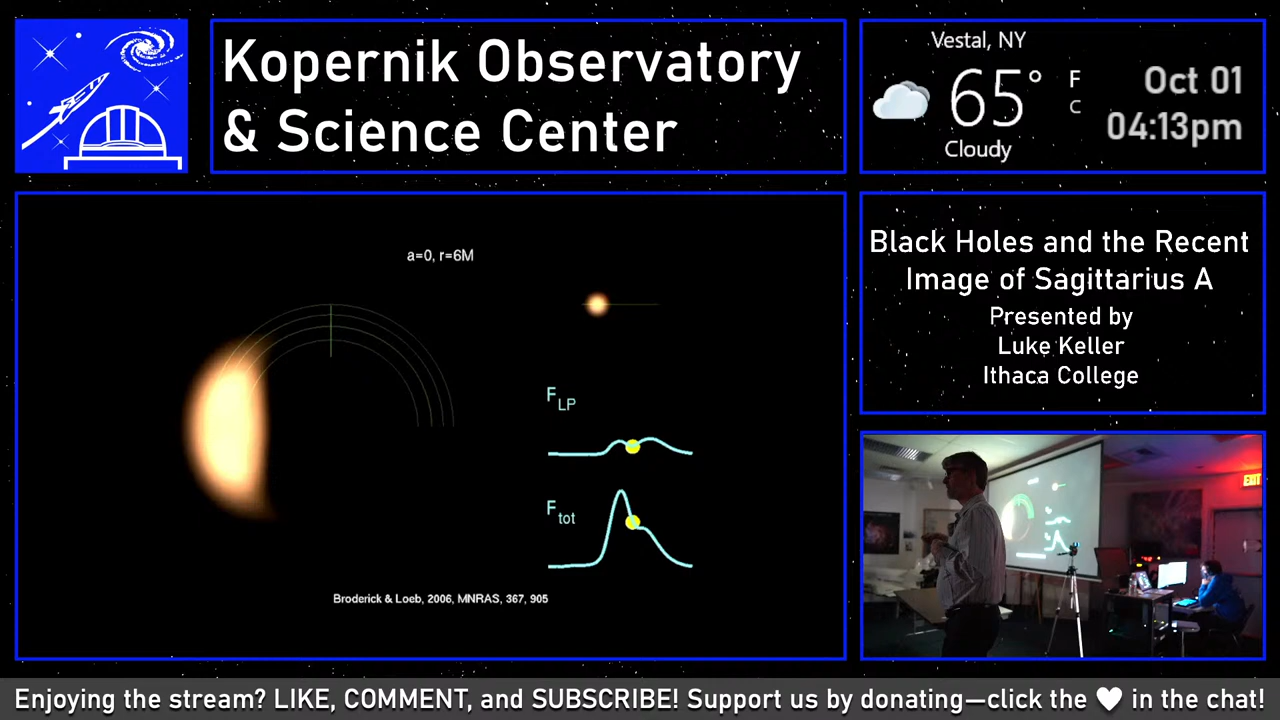 Kopernik Observatory
& Science Center
Vestal, NY
65° F
C
Cloudy
Oct 01
04:13pm
a=0, r=6M
F LP
F tot
Broderick & Loeb, 2006, MNRAS, 367, 905
Black Holes and the Recent
Image of Sagittarius A
Presented by
Luke Keller
Ithaca College
EXIT
Enjoying the stream? LIKE, COMMENT, and SUBSCRIBE! Support us by donating—click the ♥ in the chat!